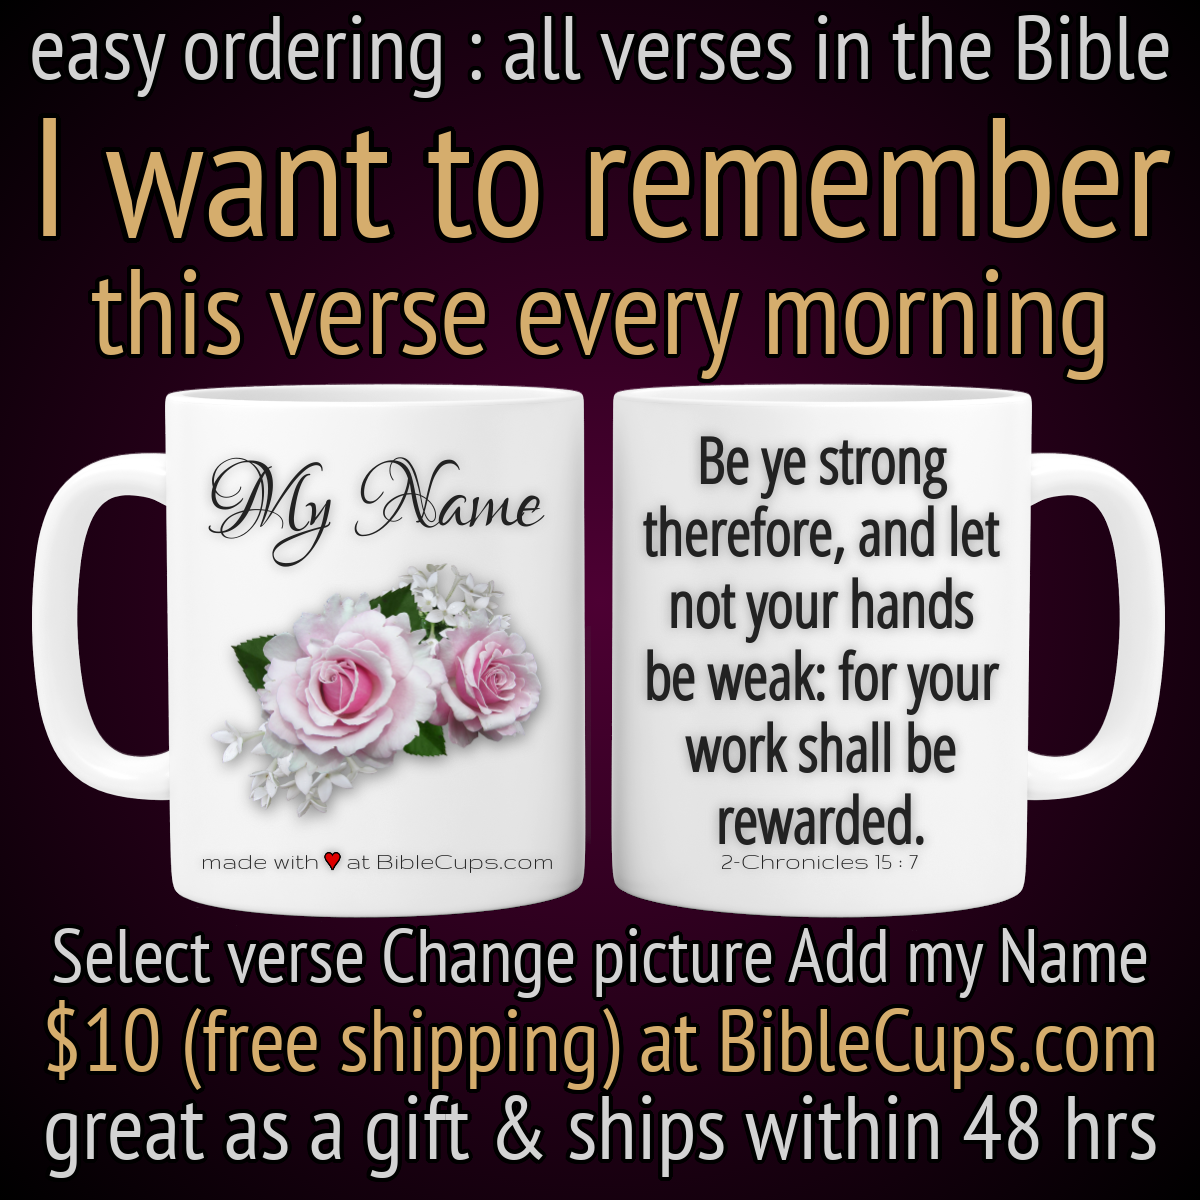 easy ordering : all verses in the Bible
I want to remember
this verse every morning
My Name
made with ♥ at BibleCups.com
Be ye strong
therefore, and let
not your hands
be weak: for your
work shall be
rewarded.
2-Chronicles 15 : 7
Select verse Change picture Add my Name
$10 (free shipping) at BibleCups.com
great as a gift & ships within 48 hrs